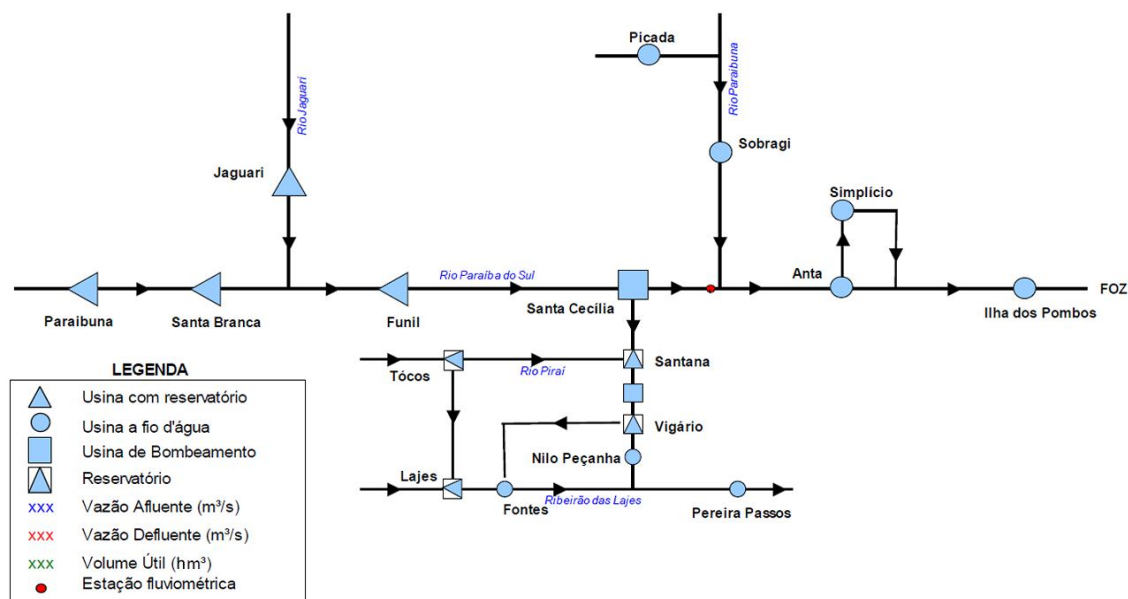 Picada
Rio Jaguari
Rio Paraibuna
Jaguari
Sobragi
Simplício
Rio Paraíba do Sul
Anta
FOZ
Paraibuna
Santa Branca
Funil
Santa Cecília
Ilha dos Pombos
Tócos
Rio Piraí
Santana
Vigário
Nilo Peçanha
Lajes
Fontes
Ribeirão das Lajes
Pereira Passos
LEGENDA
Usina com reservatório
Usina a fio d'água
Usina de Bombeamento
Reservatório
xxx Vazão Afluente (m³/s)
xxx Vazão Defluente (m³/s)
xxx Volume Útil (hm³)
Estação fluviométrica